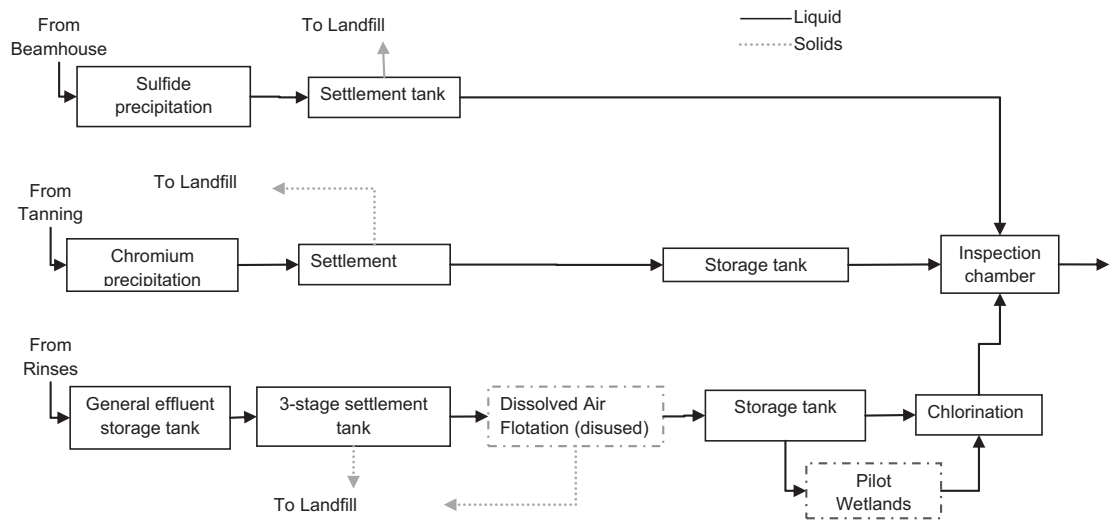 From
Beamhouse
To Landfill
Liquid
Solids
Sulfide
precipitation
Settlement tank
To Landfill
From
Tanning
Chromium
precipitation
Settlement
Storage tank
Inspection
chamber
From
Rinses
General effluent
storage tank
3-stage settlement
tank
Dissolved Air
Flotation (disused)
Storage tank
Chlorination
Pilot
Wetlands
To Landfill